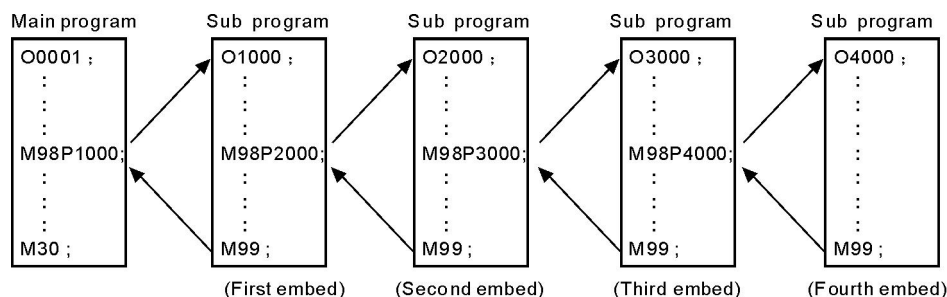 Main program
O0001 ;
:
:
:
M98P1000;
:
:
:
M30 ;
Sub program
O1000 ;
:
:
:
M98P2000;
:
:
:
M99 ;
(First embed)
Sub program
O2000 ;
:
:
:
M98P3000;
:
:
:
M99 ;
(Second embed)
Sub program
O3000 ;
:
:
:
M98P4000;
:
:
:
M99 ;
(Third embed)
Sub program
O4000 ;
:
:
:
:
:
:
:
M99 ;
(Fourth embed)